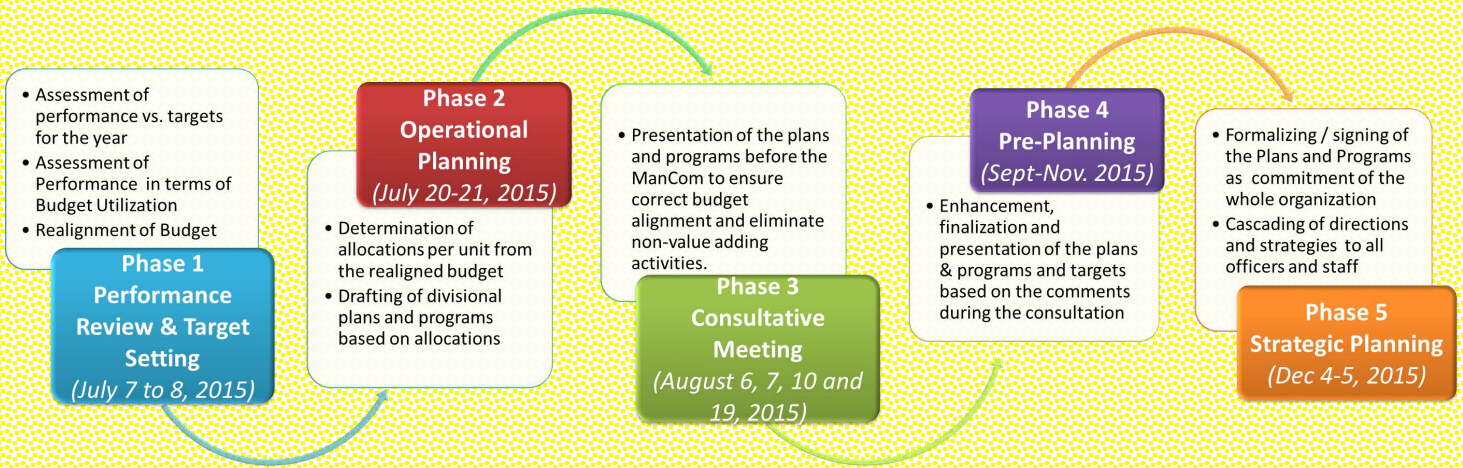 • Assessment of
performance vs. targets
for the year
• Assessment of
Performance in terms of
Budget Utilization
• Realignment of Budget
Phase 1
Performance
Review & Target
Setting
(July 7 to 8, 2015)
Phase 2
Operational
Planning
(July 20-21, 2015)
• Determination of
allocations per unit from
the realigned budget
• Drafting of divisional
plans and programs
based on allocations
• Presentation of the plans
and programs before the
ManCom to ensure
correct budget
alignment and eliminate
non-value adding
activities.
Phase 3
Consultative
Meeting
(August 6, 7, 10 and
19, 2015)
Phase 4
Pre-Planning
(Sept-Nov. 2015)
• Enhancement,
finalization and
presentation of the plans
& programs and targets
based on the comments
during the consultation
• Formalizing / signing of
the Plans and Programs
as commitment of the
whole organization
• Cascading of directions
and strategies to all
officers and staff
Phase 5
Strategic Planning
(Dec 4-5, 2015)